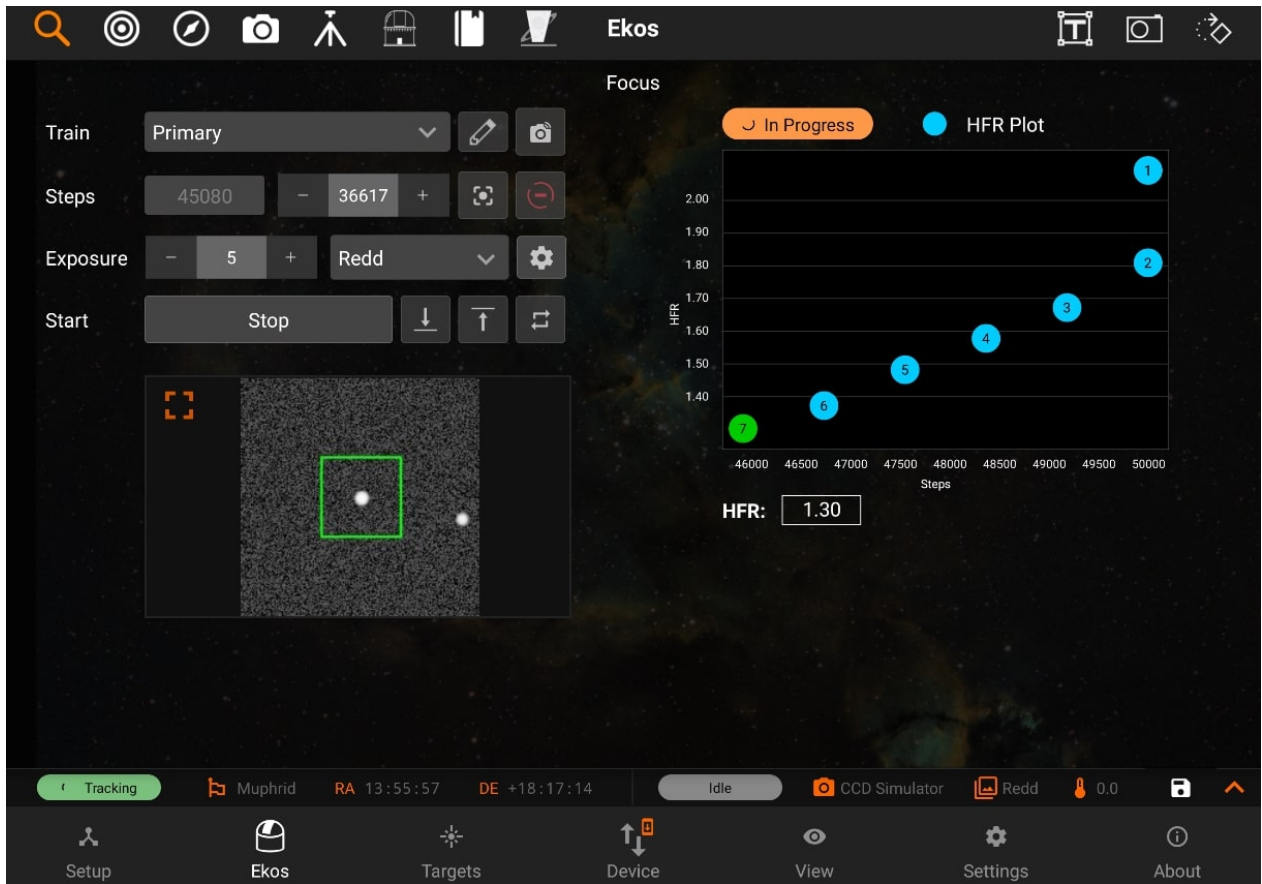 Ekos
Focus
Train Primary
Steps 45080 - 36617 +
Exposure - 5 + Redd
Start Stop
In Progress HFR Plot
1
2.00
1.90
1.80 2
1.70 3
HFR
1.60 4
1.50 5
1.40 6
7
46000 46500 47000 47500 48000 48500 49000 49500 50000
Steps
HFR: 1.30
Tracking Muphrid RA 13:55:57 DE +18:17:14 Idle CCD Simulator Redd 0.0
Setup Ekos Targets Device View Settings About